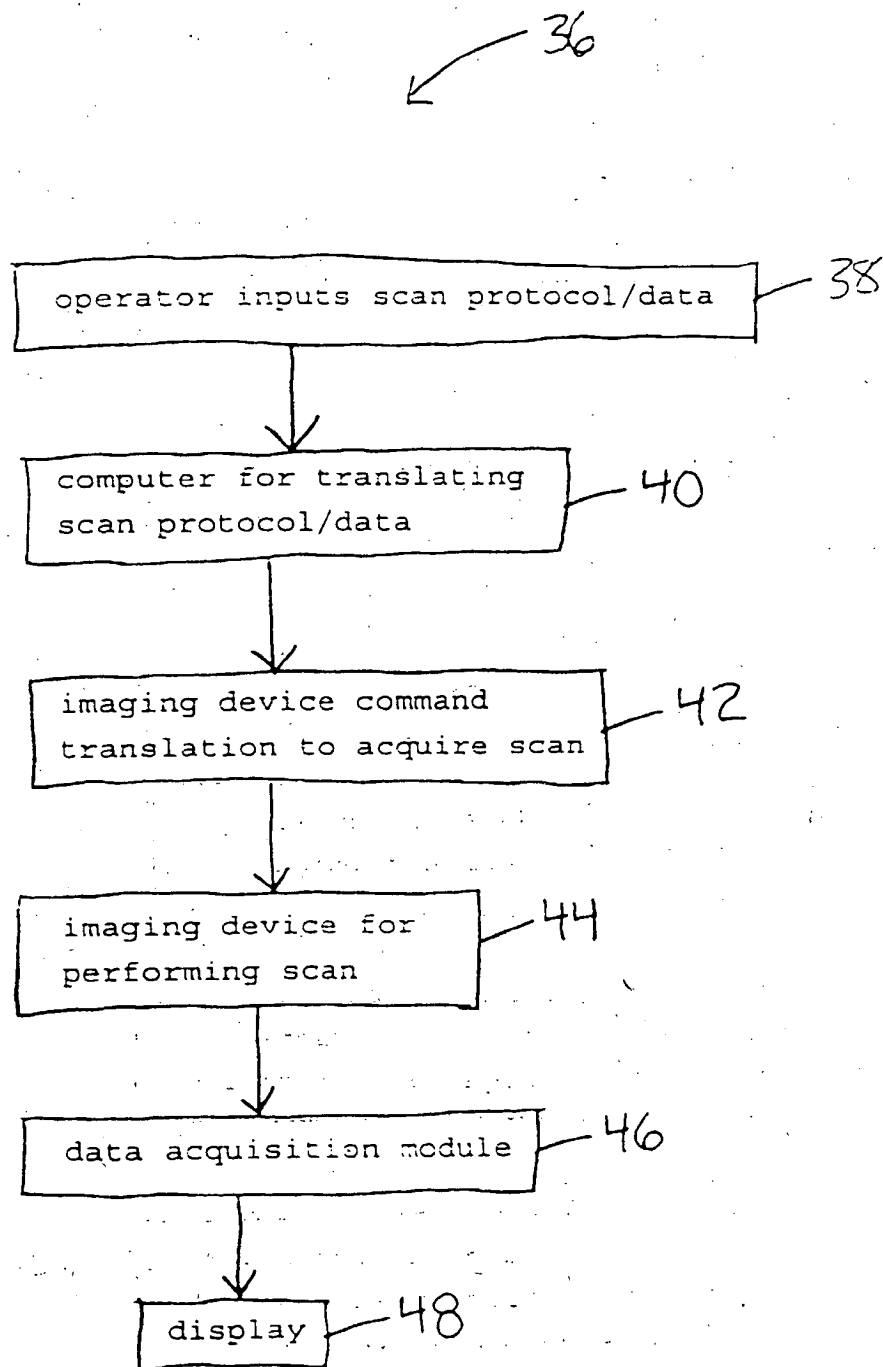 36
operator inputs scan protocol/data
38
computer for translating
scan protocol/data
40
imaging device command
translation to acquire scan
42
imaging device for
performing scan
44
data acquisition module
46
display
48